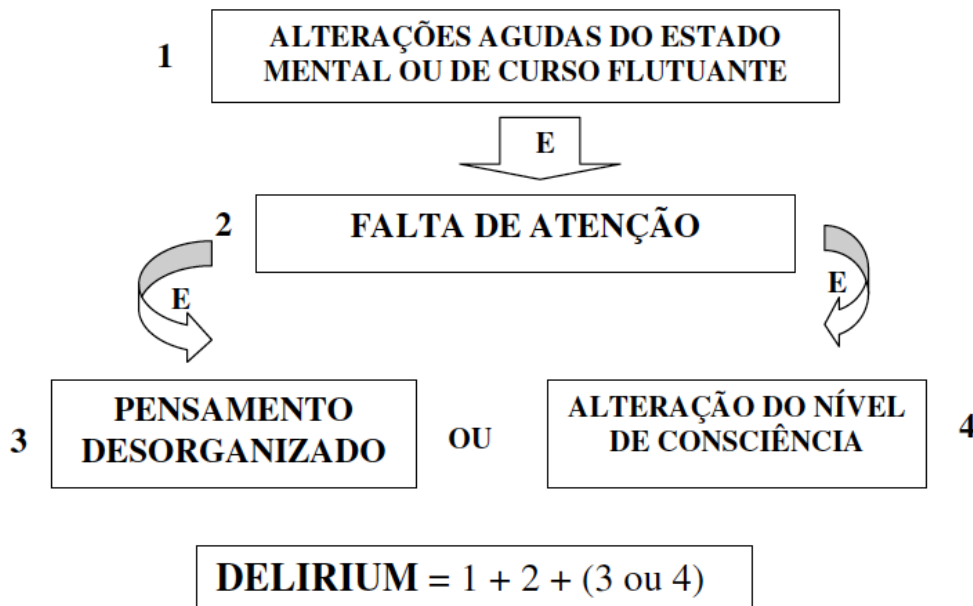 1
ALTERAÇÕES AGUDAS DO ESTADO
MENTAL OU DE CURSO FLUTUANTE
E
2
FALTA DE ATENÇÃO
E
E
3
PENSAMENTO
DESORGANIZADO
OU
ALTERAÇÃO DO NÍVEL
DE CONSCIÊNCIA
4
DELIRIUM = 1 + 2 + (3 ou 4)